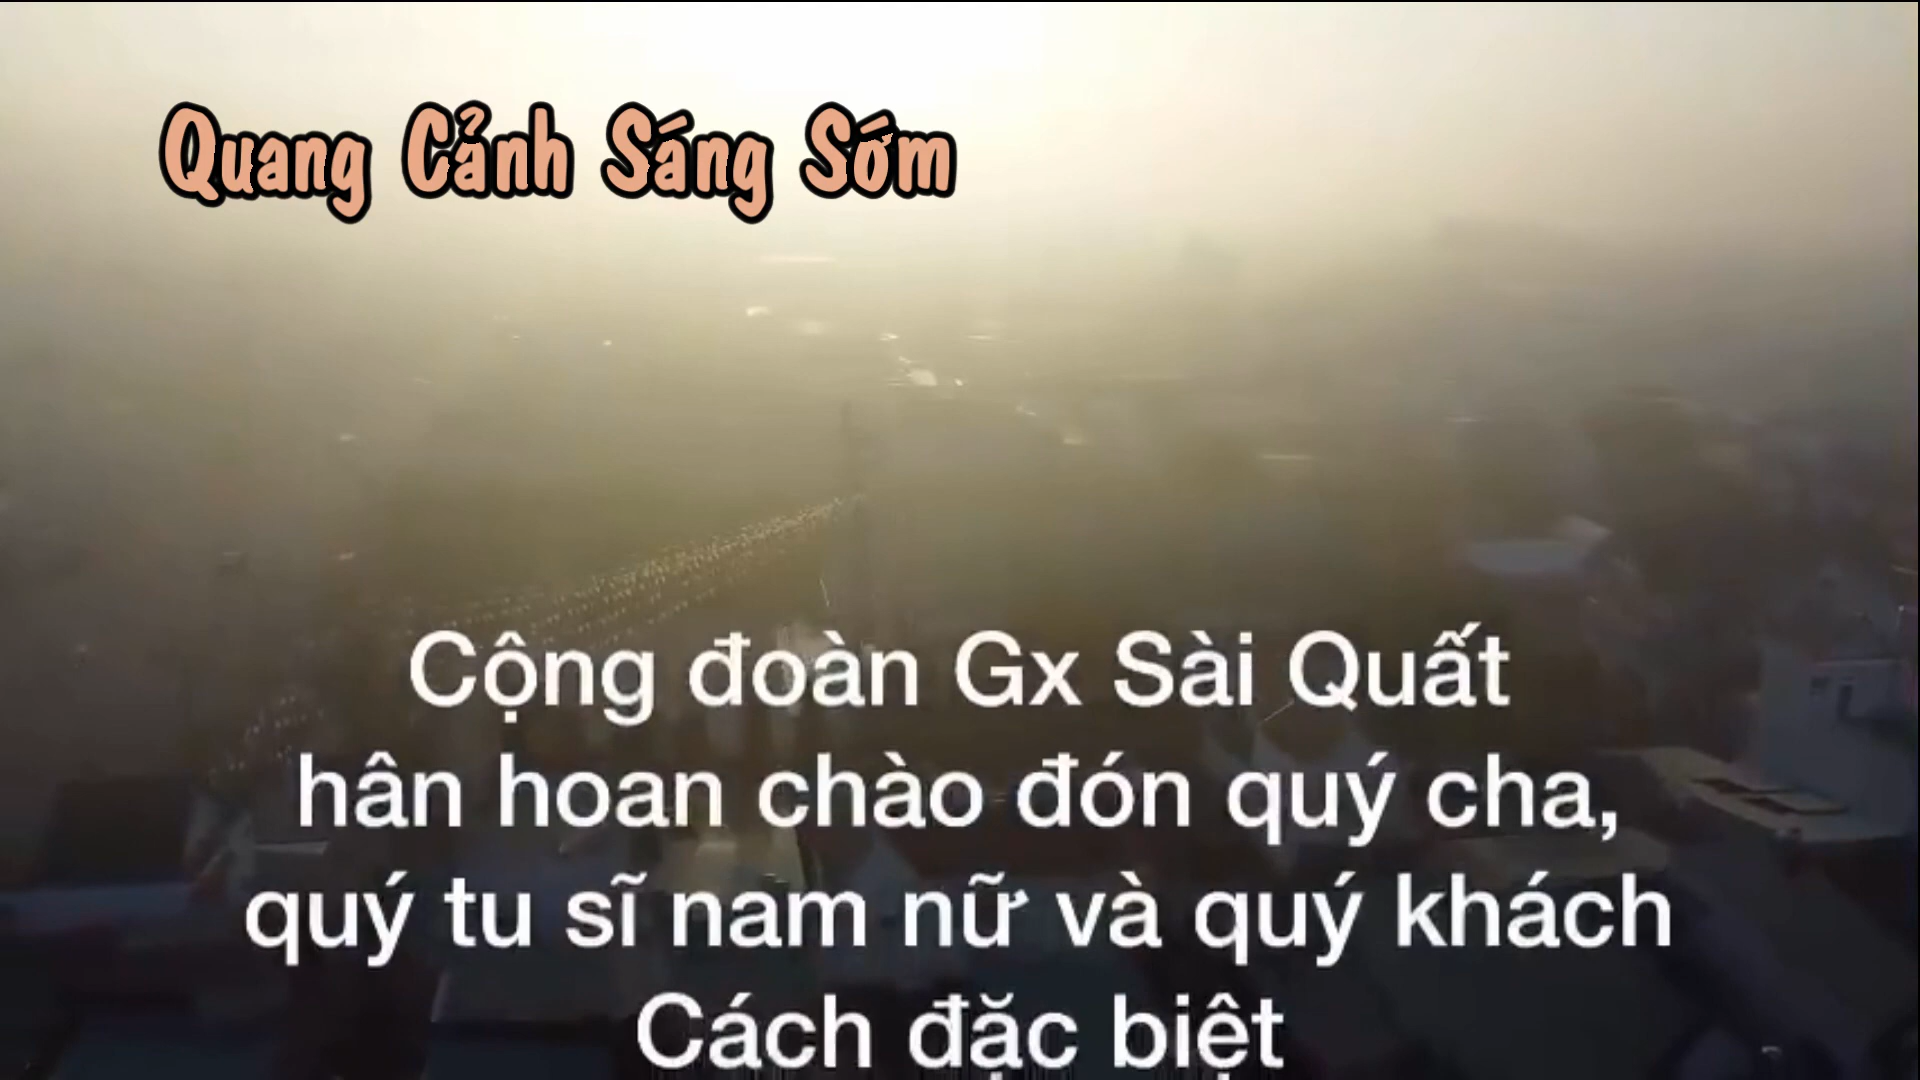 Quang Cảnh Sáng Sớm
Cộng đoàn Gx Sài Quất
hân hoan chào đón quý cha,
quý tu sĩ nam nữ và quý khách
Cách đặc biệt